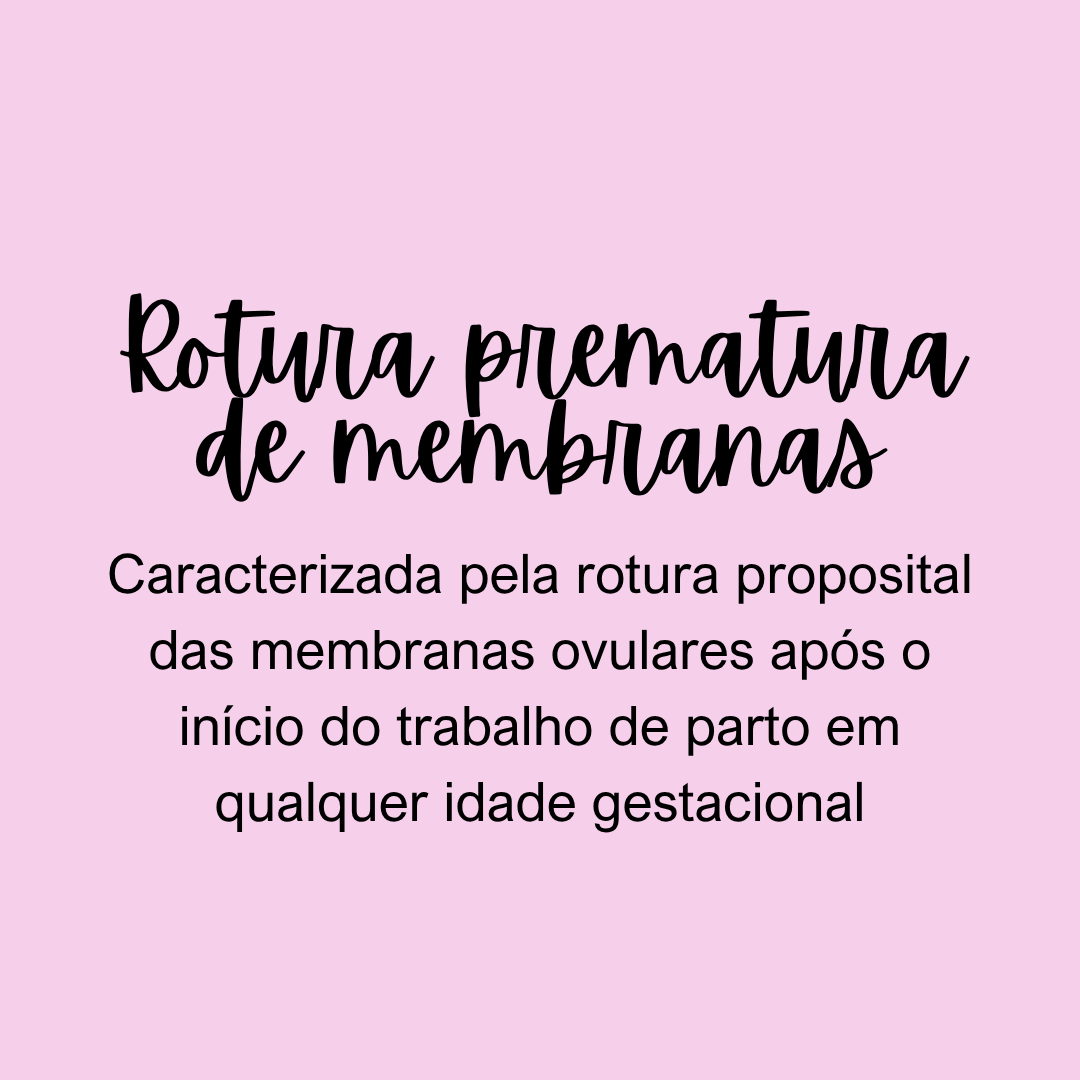 Rotura prematura
de membranas
Caracterizada pela rotura proposital
das membranas ovulares após o
início do trabalho de parto em
qualquer idade gestacional